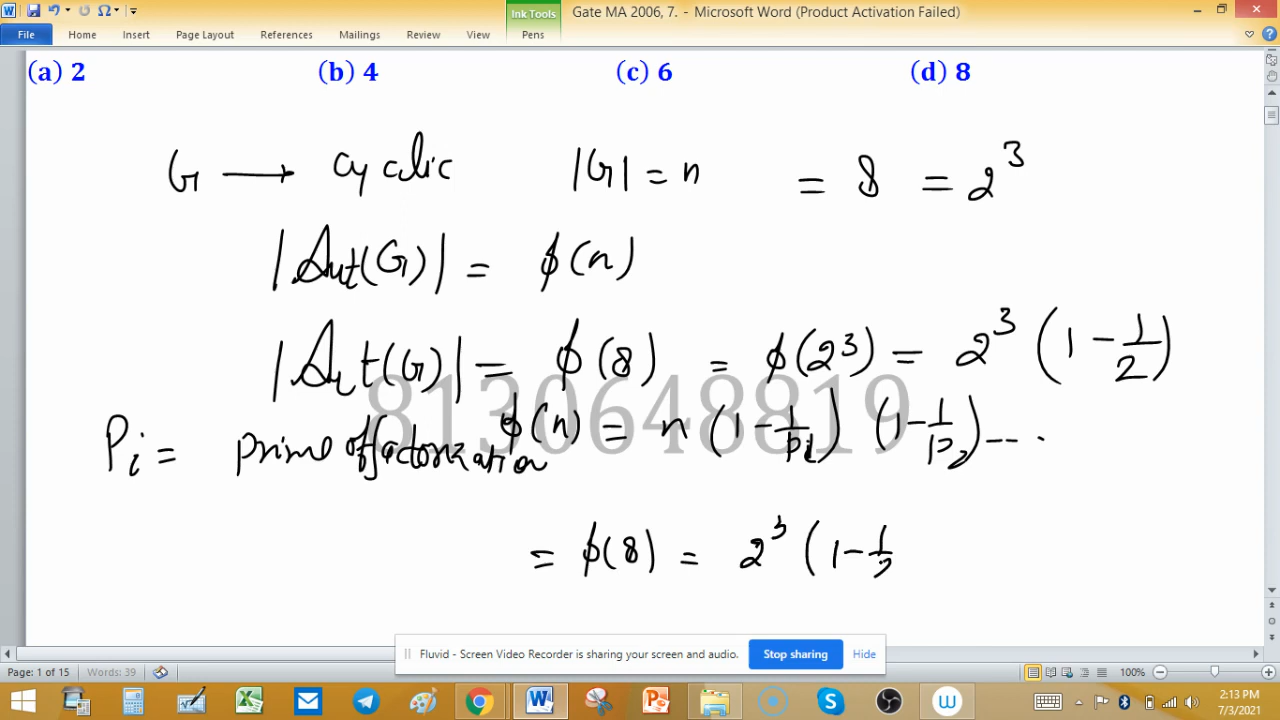 Gate MA 2006, 7. - Microsoft Word (Product Activation Failed)
Ink Tools
File Home Insert Page Layout References Mailings Review View Pens
(a) 2 (b) 4 (c) 6 (d) 8
G → cyclic |G| = n = 8 = 2³
|Aut(G)| = ϕ(n)
|Aut(G)| = ϕ(8) = ϕ(2³) = 2³ (1 - 1/2)
8130648819
ϕ(n) = n (1 - 1/p1) (1 - 1/p2) -- .
Pi = prime of factorization
= ϕ(8) = 2³ (1 - 1/2
Fluvid - Screen Video Recorder is sharing your screen and audio. Stop sharing Hide
Page: 1 of 15 Words: 39 100%
2:13 PM
7/3/2021